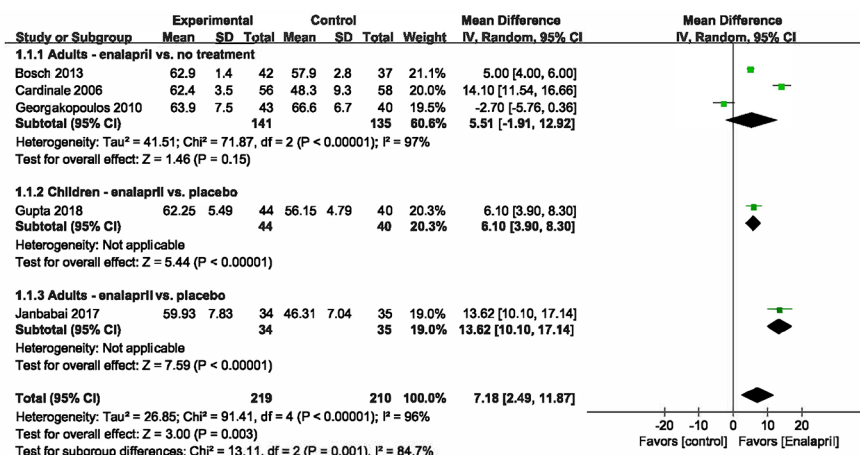 Experimental Control Mean Difference Mean Difference
Study or Subgroup Mean SD Total Mean SD Total Weight IV, Random, 95% CI IV, Random, 95% CI
1.1.1 Adults - enalapril vs. no treatment
Bosch 2013 62.9 1.4 42 57.9 2.8 37 21.1% 5.00 [4.00, 6.00]
Cardinale 2006 62.4 3.5 56 48.3 9.3 58 20.0% 14.10 [11.54, 16.66]
Georgakopoulos 2010 63.9 7.5 43 66.6 6.7 40 19.5% -2.70 [-5.76, 0.36]
Subtotal (95% CI) 141 135 60.6% 5.51 [-1.91, 12.92]
Heterogeneity: Tau² = 41.51; Chi² = 71.87, df = 2 (P < 0.00001); I² = 97%
Test for overall effect: Z = 1.46 (P = 0.15)
1.1.2 Children - enalapril vs. placebo
Gupta 2018 62.25 5.49 44 56.15 4.79 40 20.3% 6.10 [3.90, 8.30]
Subtotal (95% CI) 44 40 20.3% 6.10 [3.90, 8.30]
Heterogeneity: Not applicable
Test for overall effect: Z = 5.44 (P < 0.00001)
1.1.3 Adults - enalapril vs. placebo
Janbabai 2017 59.93 7.83 34 46.31 7.04 35 19.0% 13.62 [10.10, 17.14]
Subtotal (95% CI) 34 35 19.0% 13.62 [10.10, 17.14]
Heterogeneity: Not applicable
Test for overall effect: Z = 7.59 (P < 0.00001)
Total (95% CI) 219 210 100.0% 7.18 [2.49, 11.87]
Heterogeneity: Tau² = 26.85; Chi² = 91.41, df = 4 (P < 0.00001); I² = 96%
Test for overall effect: Z = 3.00 (P = 0.003)
Test for subgroup differences: Chi² = 13.11, df = 2 (P = 0.001), I² = 84.7%
-20 -10 0 10 20
Favors [control] Favors [Enalapril]